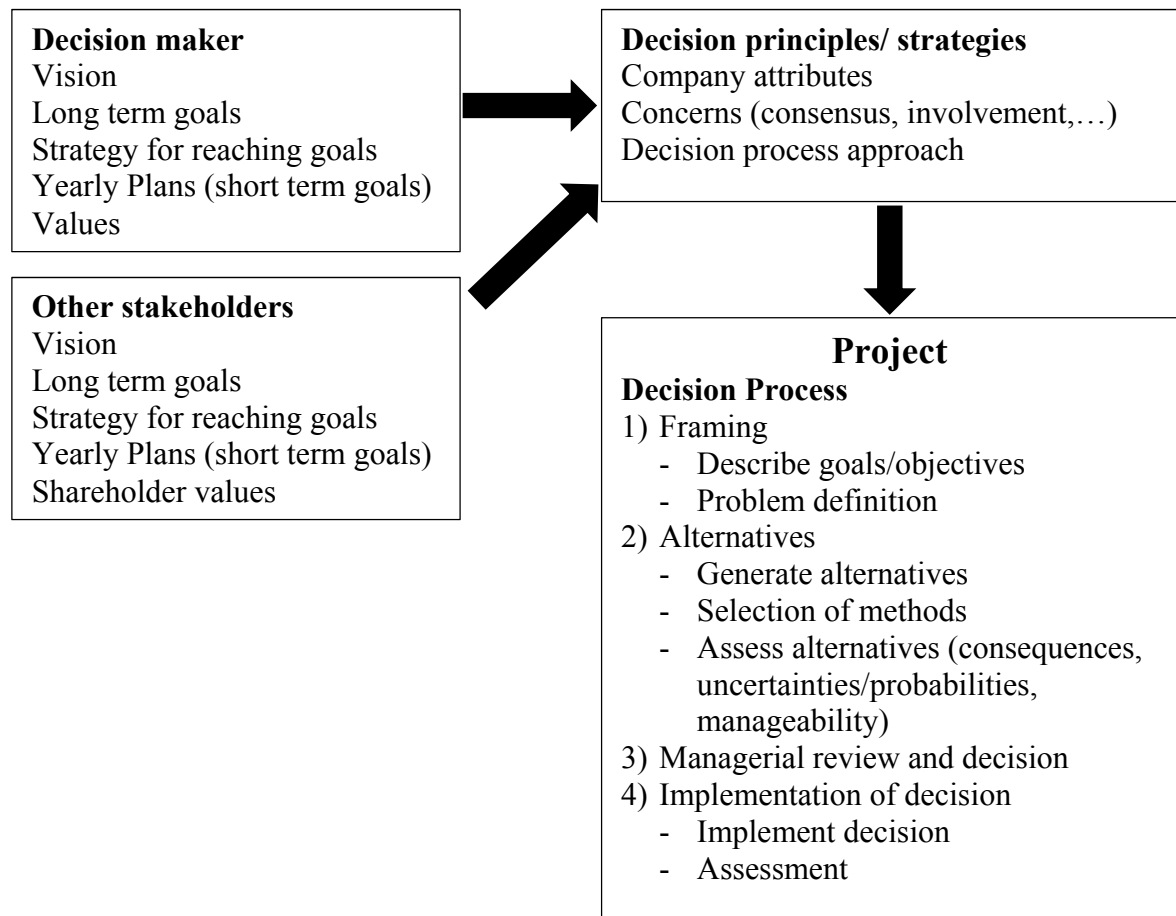 Decision maker
Vision
Long term goals
Strategy for reaching goals
Yearly Plans (short term goals)
Values
Other stakeholders
Vision
Long term goals
Strategy for reaching goals
Yearly Plans (short term goals)
Shareholder values
Decision principles/ strategies
Company attributes
Concerns (consensus, involvement,…)
Decision process approach
Project
Decision Process
1) Framing
- Describe goals/objectives
- Problem definition
2) Alternatives
- Generate alternatives
- Selection of methods
- Assess alternatives (consequences,
uncertainties/probabilities,
manageability)
3) Managerial review and decision
4) Implementation of decision
- Implement decision
- Assessment